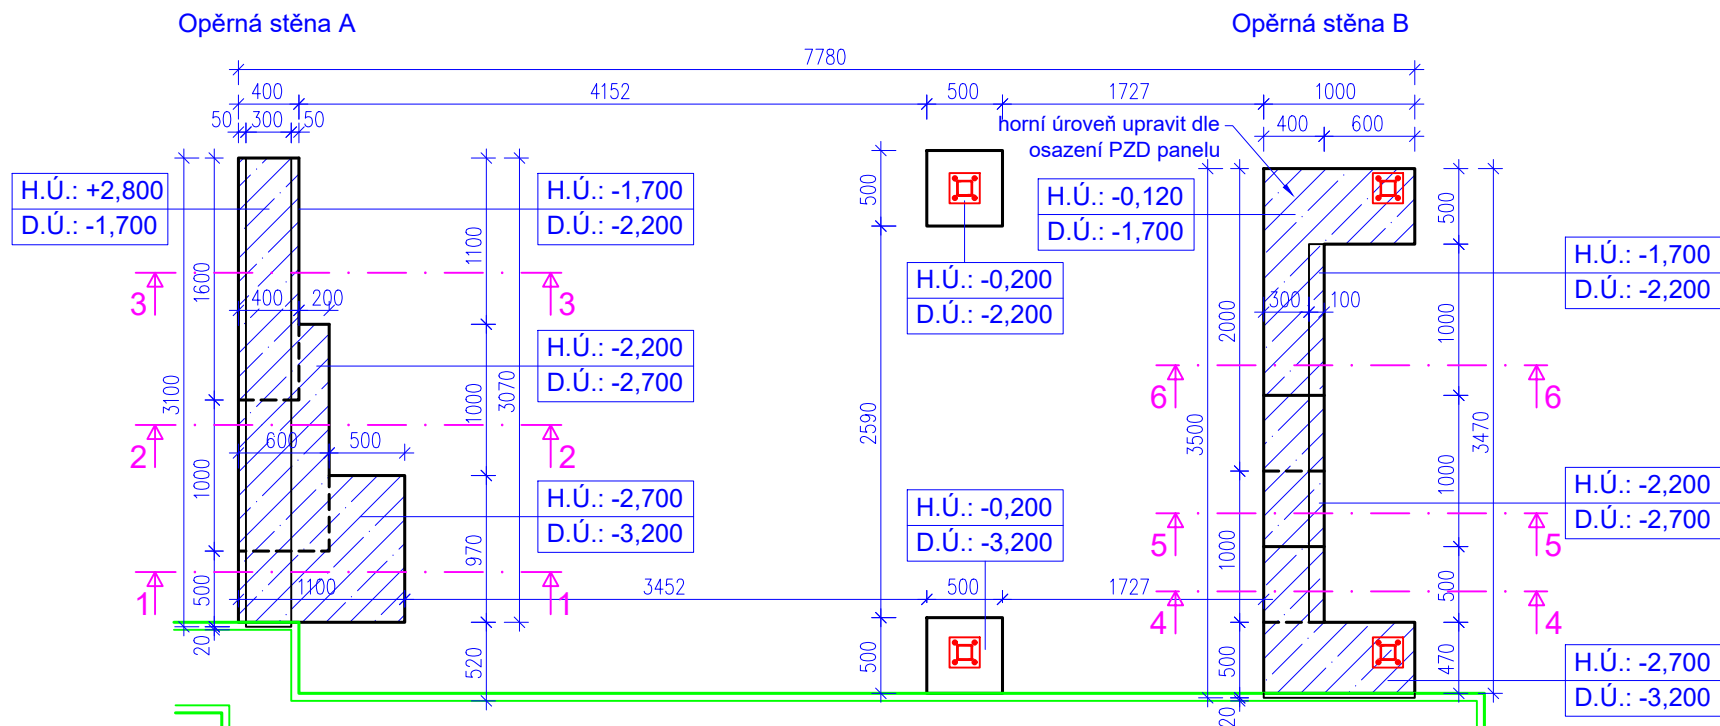 Opěrná stěna A
Opěrná stěna B
7780
400
4152
500
1727
1000
50
300
50
horní úroveň upravit dle
osazení PZD panelu
400
600
H.Ú.: +2,800
D.Ú.: -1,700
H.Ú.: -1,700
D.Ú.: -2,200
H.Ú.: -0,120
D.Ú.: -1,700
H.Ú.: -0,200
D.Ú.: -2,200
H.Ú.: -1,700
D.Ú.: -2,200
500
1100
1600
500
2000
1000
3
3
400
200
300
100
H.Ú.: -2,200
D.Ú.: -2,700
3100
1000
3070
2590
3500
3470
6
6
2
2
600
500
1000
1000
H.Ú.: -2,700
D.Ú.: -3,200
H.Ú.: -0,200
D.Ú.: -3,200
H.Ú.: -2,200
D.Ú.: -2,700
5
5
970
1000
500
500
1
1
1100
3452
500
1727
4
4
20
520
500
500
20
470
H.Ú.: -2,700
D.Ú.: -3,200